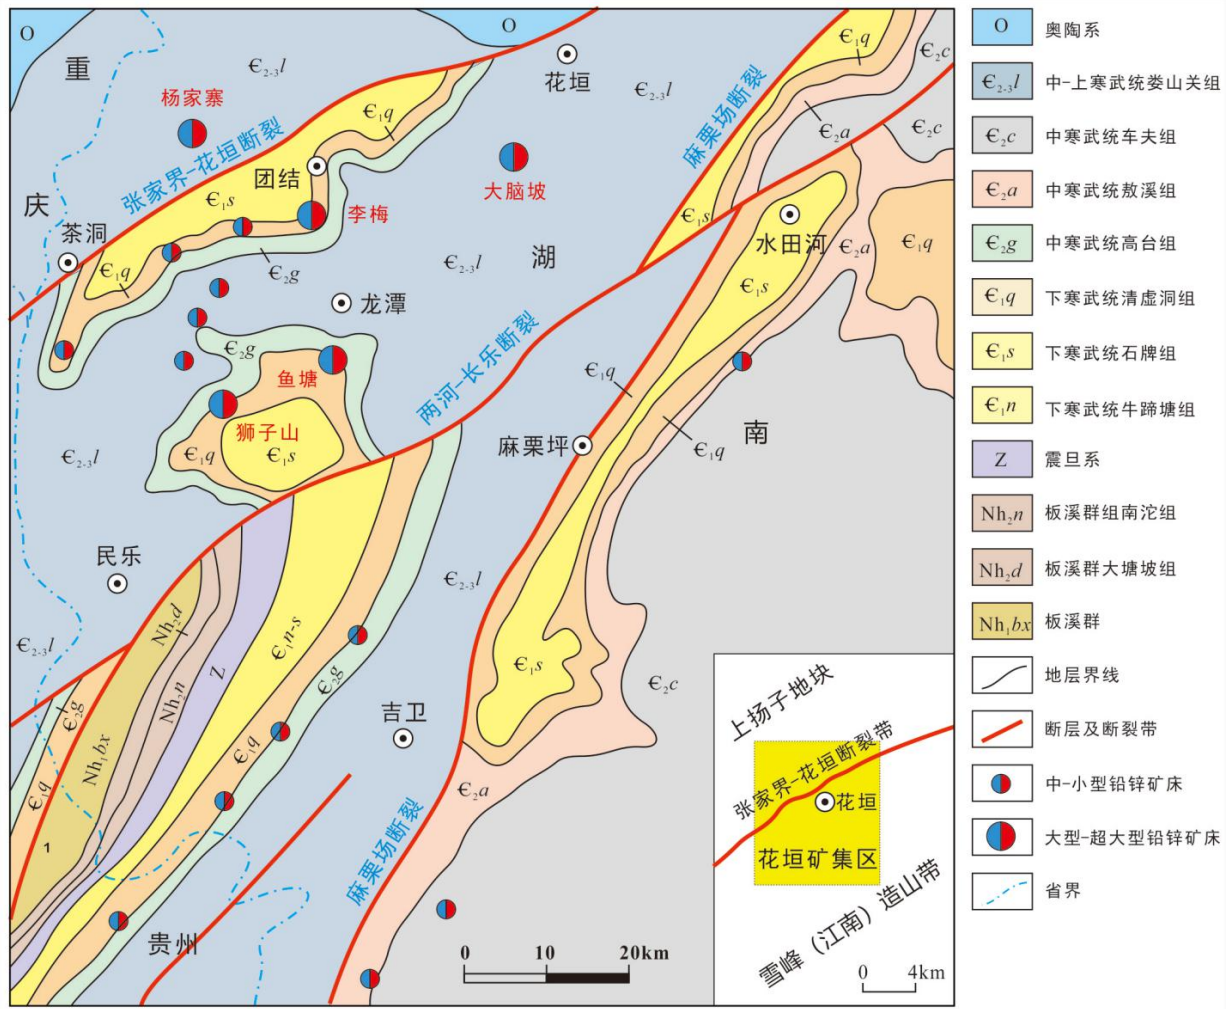 O
O
花垣
Є₁q
Є₂c
重
Є₂₋₃l
Є₂₋₃l
杨家寨
张家界-花垣断裂
Є₁q
麻栗场断裂
Є₂a
Є₂c
团结
大脑坡
庆
Є₁s
李梅
Є₁s
茶洞
水田河
Є₂a
Є₁q
Є₁q
Є₂g
Є₂₋₃l
湖
Є₁s
龙潭
两河-长乐断裂
Є₂g
鱼塘
Є₁q
狮子山
南
Є₂₋₃l
Є₁q
Є₁s
麻栗坪
Є₁q
民乐
Є₂₋₃l
Nh₂d
Є₁n-s
Є₂₋₃l
Z
Є₁s
Є₂g
Є₂c
Nh₂n
Є₂g
吉卫
Nh₁bx
Є₁q
Є₁q
Є₂a
麻栗场断裂
1
贵州
0 10 20km
上扬子地块
张家界-花垣断裂带
花垣
花垣矿集区
雪峰（江南）造山带
0 4km
O 奥陶系
Є₂₋₃l 中-上寒武统娄山关组
Є₂c 中寒武统车夫组
Є₂a 中寒武统敖溪组
Є₂g 中寒武统高台组
Є₁q 下寒武统清虚洞组
Є₁s 下寒武统石牌组
Є₁n 下寒武统牛蹄塘组
Z 震旦系
Nh₂n 板溪群组南沱组
Nh₂d 板溪群大塘坡组
Nh₁bx 板溪群
地层界线
断层及断裂带
中-小型铅锌矿床
大型-超大型铅锌矿床
省界